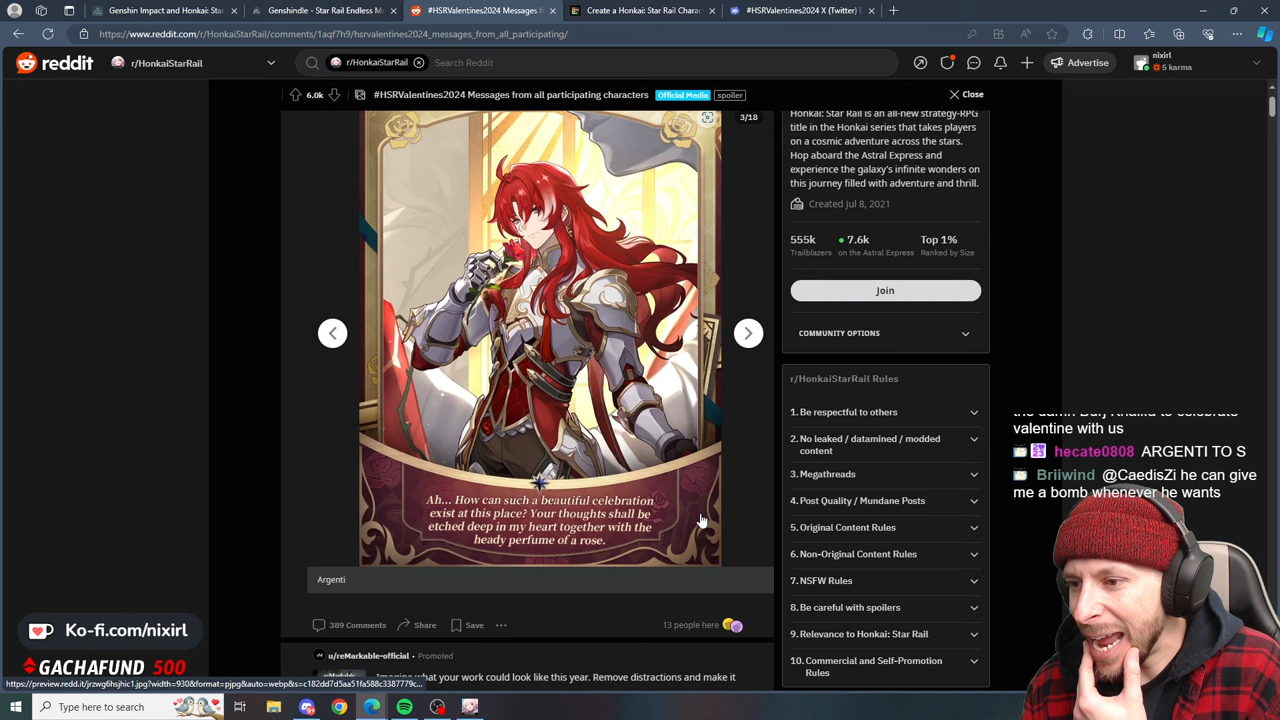 Genshin Impact and Honkai: Star
Genshindle - Star Rail Endless M
#HSRValentines2024 Messages f
Create a Honkai: Star Rail Charac
#HSRValentines2024 X (Twitter)
https://www.reddit.com/r/HonkaiStarRail/comments/1aqf7h9/hsrvalentines2024_messages_from_all_participating/
reddit
r/HonkaiStarRail
r/HonkaiStarRail
Search Reddit
Advertise
nixirl
5 karma
6.0k
#HSRValentines2024 Messages from all participating characters
Official Media
spoiler
Close
3/18
Honkai: Star Rail is an all-new strategy-RPG
title in the Honkai series that takes players
on a cosmic adventure across the stars.
Hop aboard the Astral Express and
experience the galaxy's infinite wonders on
this journey filled with adventure and thrill.
Created Jul 8, 2021
555k
7.6k
Top 1%
Trailblazers
on the Astral Express
Ranked by Size
Join
COMMUNITY OPTIONS
r/HonkaiStarRail Rules
1. Be respectful to others
2. No leaked / datamined / modded
content
3. Megathreads
4. Post Quality / Mundane Posts
5. Original Content Rules
6. Non-Original Content Rules
7. NSFW Rules
8. Be careful with spoilers
9. Relevance to Honkai: Star Rail
10. Commercial and Self-Promotion
Rules
Ah... How can such a beautiful celebration
exist at this place? Your thoughts shall be
etched deep in my heart together with the
heady perfume of a rose.
Argenti
389 Comments
Share
Save
13 people here
u/reMarkable-official • Promoted
Imagine what your work could look like this year. Remove distractions and make it
the damn Burj Khalifa to celebrate
valentine with us
hecate0808 ARGENTI TO S
Briiwind @CaedisZi he can give
me a bomb whenever he wants
Ko-fi.com/nixirl
GACHAFUND 500
Type here to search